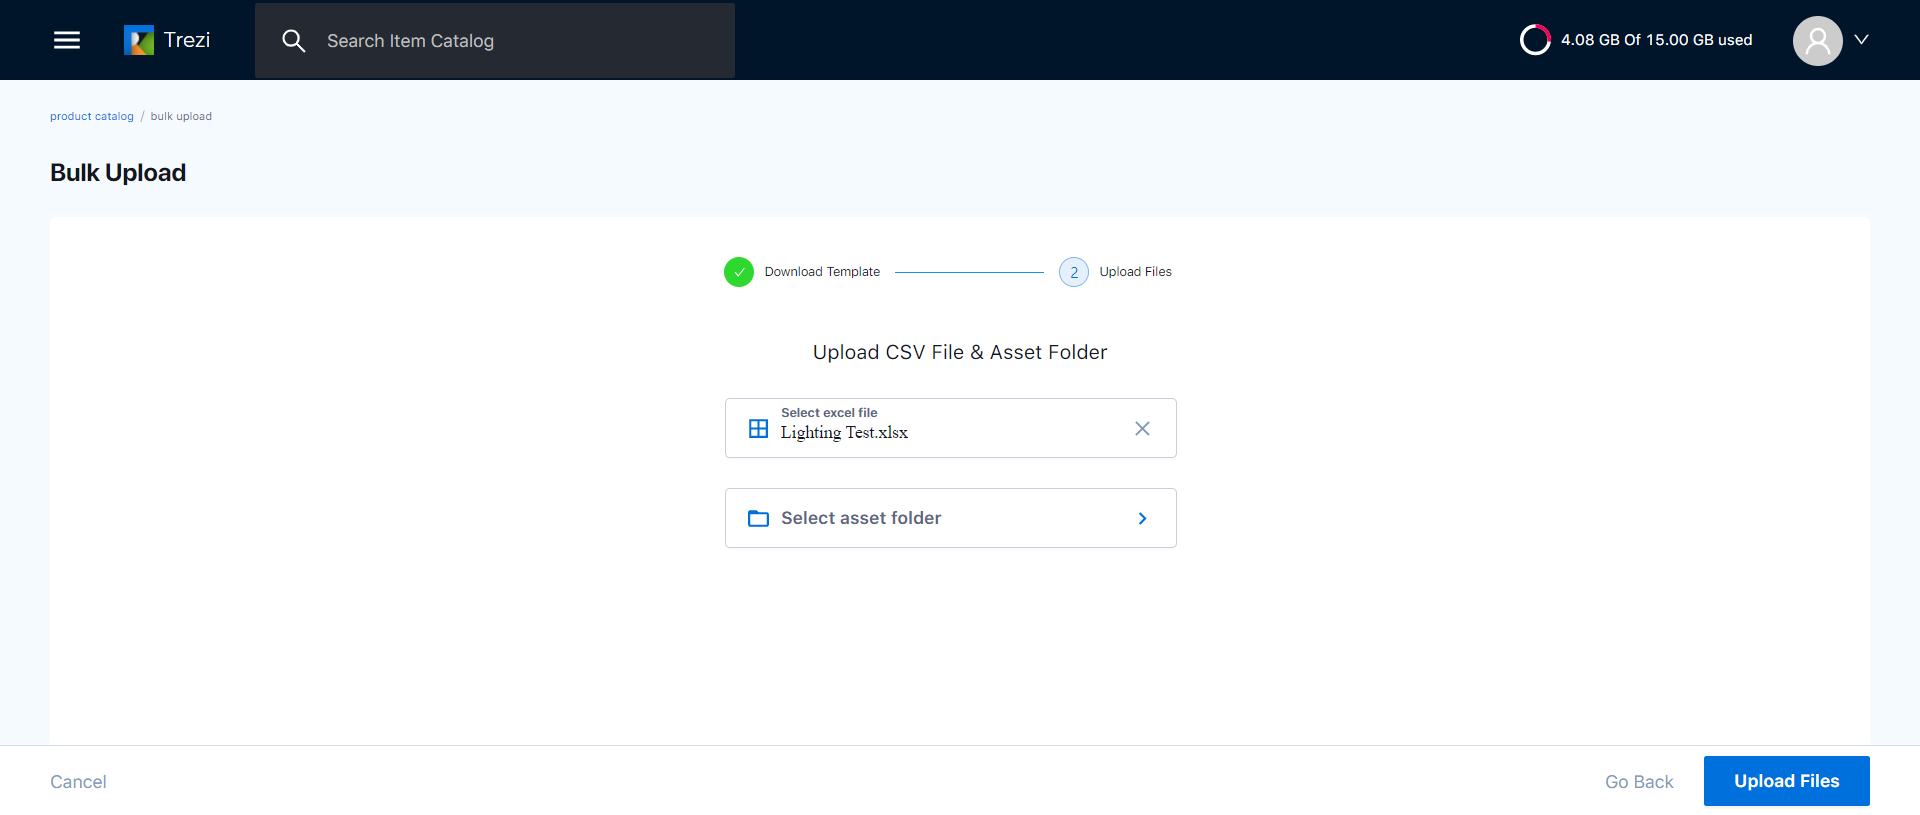 Trezi
Search Item Catalog
4.08 GB Of 15.00 GB used
product catalog / bulk upload
Bulk Upload
Download Template
2 Upload Files
Upload CSV File & Asset Folder
Select excel file
Lighting Test.xlsx
Select asset folder
Cancel
Go Back
Upload Files